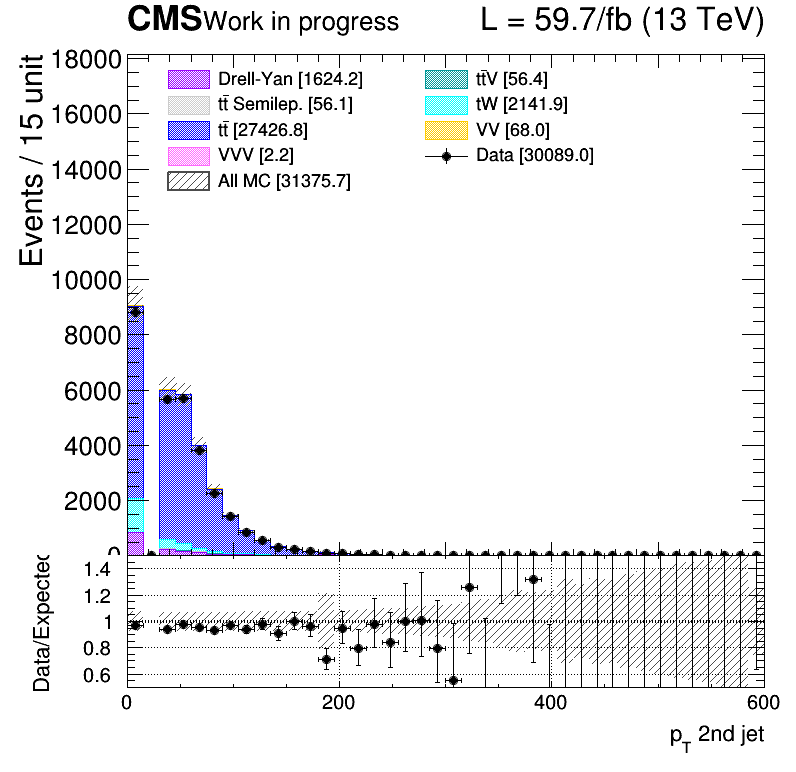 CMS Work in progress L = 59.7/fb (13 TeV)
Events / 15 unit
18000
16000
14000
12000
10000
8000
6000
4000
2000
0
Drell-Yan [1624.2]
tt̄ Semilep. [56.1]
tt̄ [27426.8]
VVV [2.2]
All MC [31375.7]
tt̄V [56.4]
tW [2141.9]
VV [68.0]
Data [30089.0]
Data/Expected
1.4
1.2
1
0.8
0.6
0 200 400 600
p_T 2nd jet